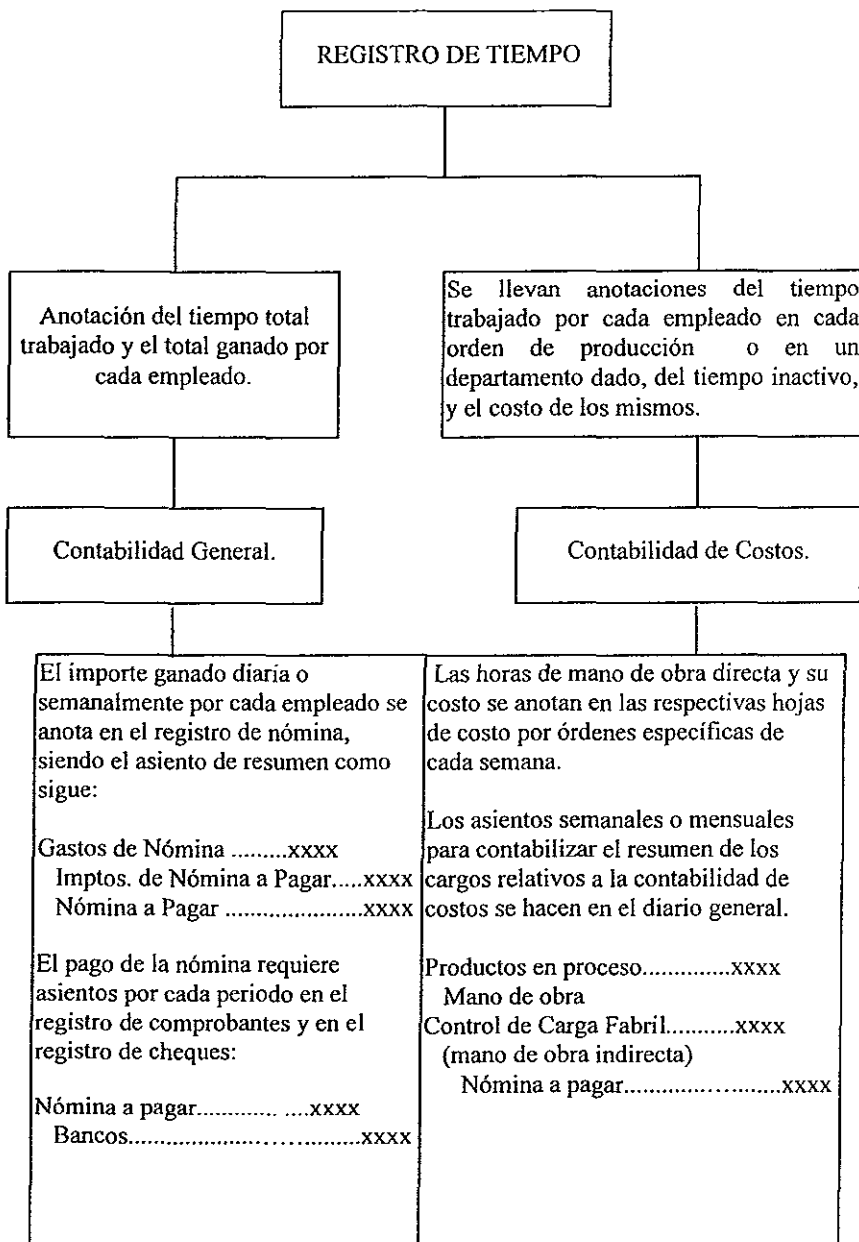 REGISTRO DE TIEMPO
Anotación del tiempo total
trabajado y el total ganado por
cada empleado.
Se llevan anotaciones del tiempo
trabajado por cada empleado en cada
orden de producción o en un
departamento dado, del tiempo inactivo,
y el costo de los mismos.
Contabilidad General.
Contabilidad de Costos.
El importe ganado diaria o
semanalmente por cada empleado se
anota en el registro de nómina,
siendo el asiento de resumen como
sigue:
Gastos de Nómina .........xxxx
Imptos. de Nómina a Pagar.....xxxx
Nómina a Pagar ......................xxxx
El pago de la nómina requiere
asientos por cada periodo en el
registro de comprobantes y en el
registro de cheques:
Nómina a pagar............. ....xxxx
Bancos...................................xxxx
Las horas de mano de obra directa y su
costo se anotan en las respectivas hojas
de costo por órdenes específicas de
cada semana.
Los asientos semanales o mensuales
para contabilizar el resumen de los
cargos relativos a la contabilidad de
costos se hacen en el diario general.
Productos en proceso..............xxxx
Mano de obra
Control de Carga Fabril...........xxxx
(mano de obra indirecta)
Nómina a pagar.........................xxxx